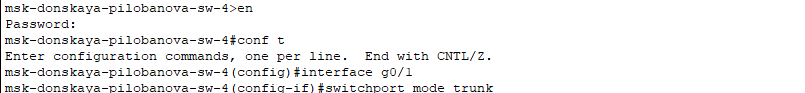 msk-donskaya-pilobanova-sw-4>en
Password:
msk-donskaya-pilobanova-sw-4#conf t
Enter configuration commands, one per line.  End with CNTL/Z.
msk-donskaya-pilobanova-sw-4(config)#interface g0/1
msk-donskaya-pilobanova-sw-4(config-if)#switchport mode trunk